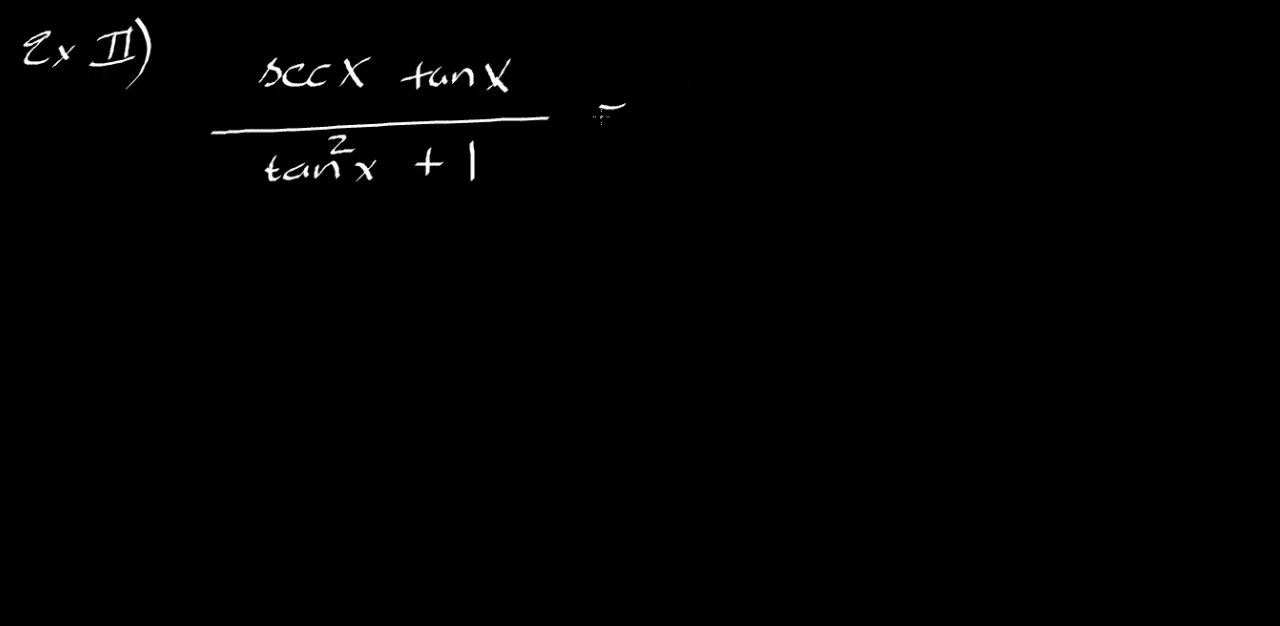 Ex II) sec x tan x
tan²x + 1 =